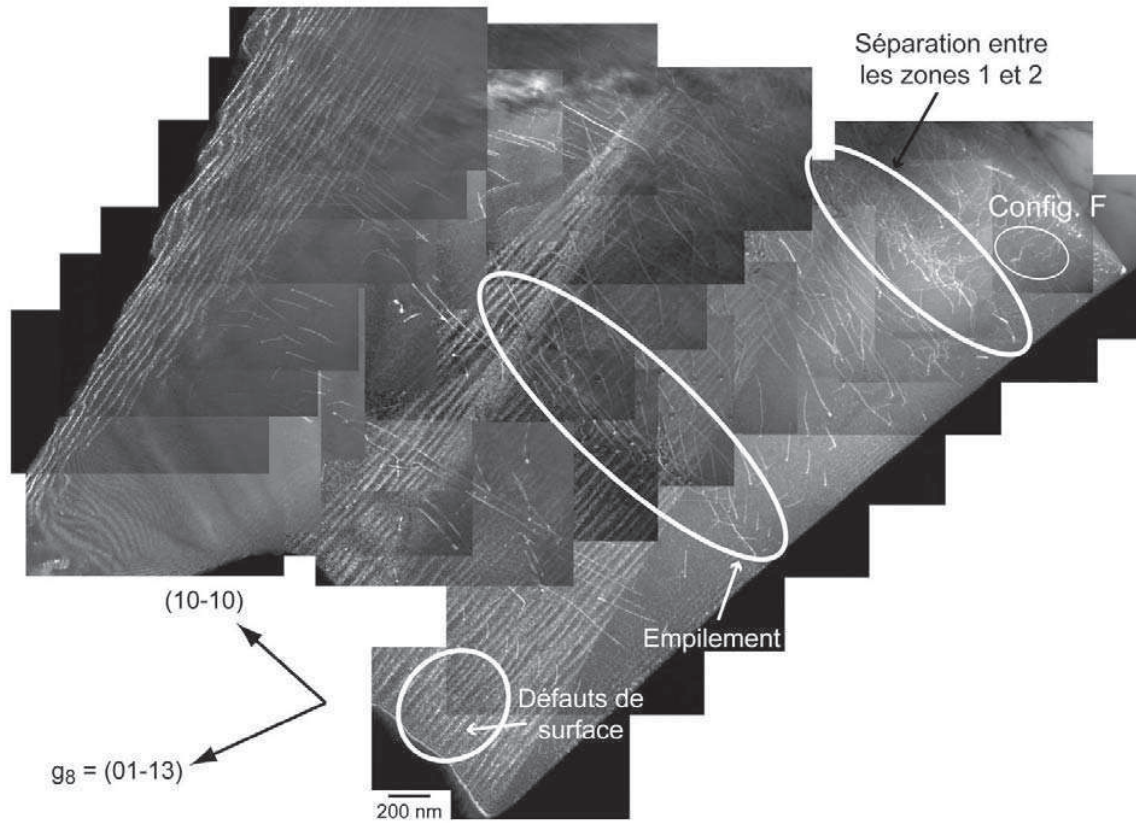 Séparation entre
les zones 1 et 2
Config. F
(10-10)
Empilement
Défauts de
surface
g8 = (01-13)
200 nm